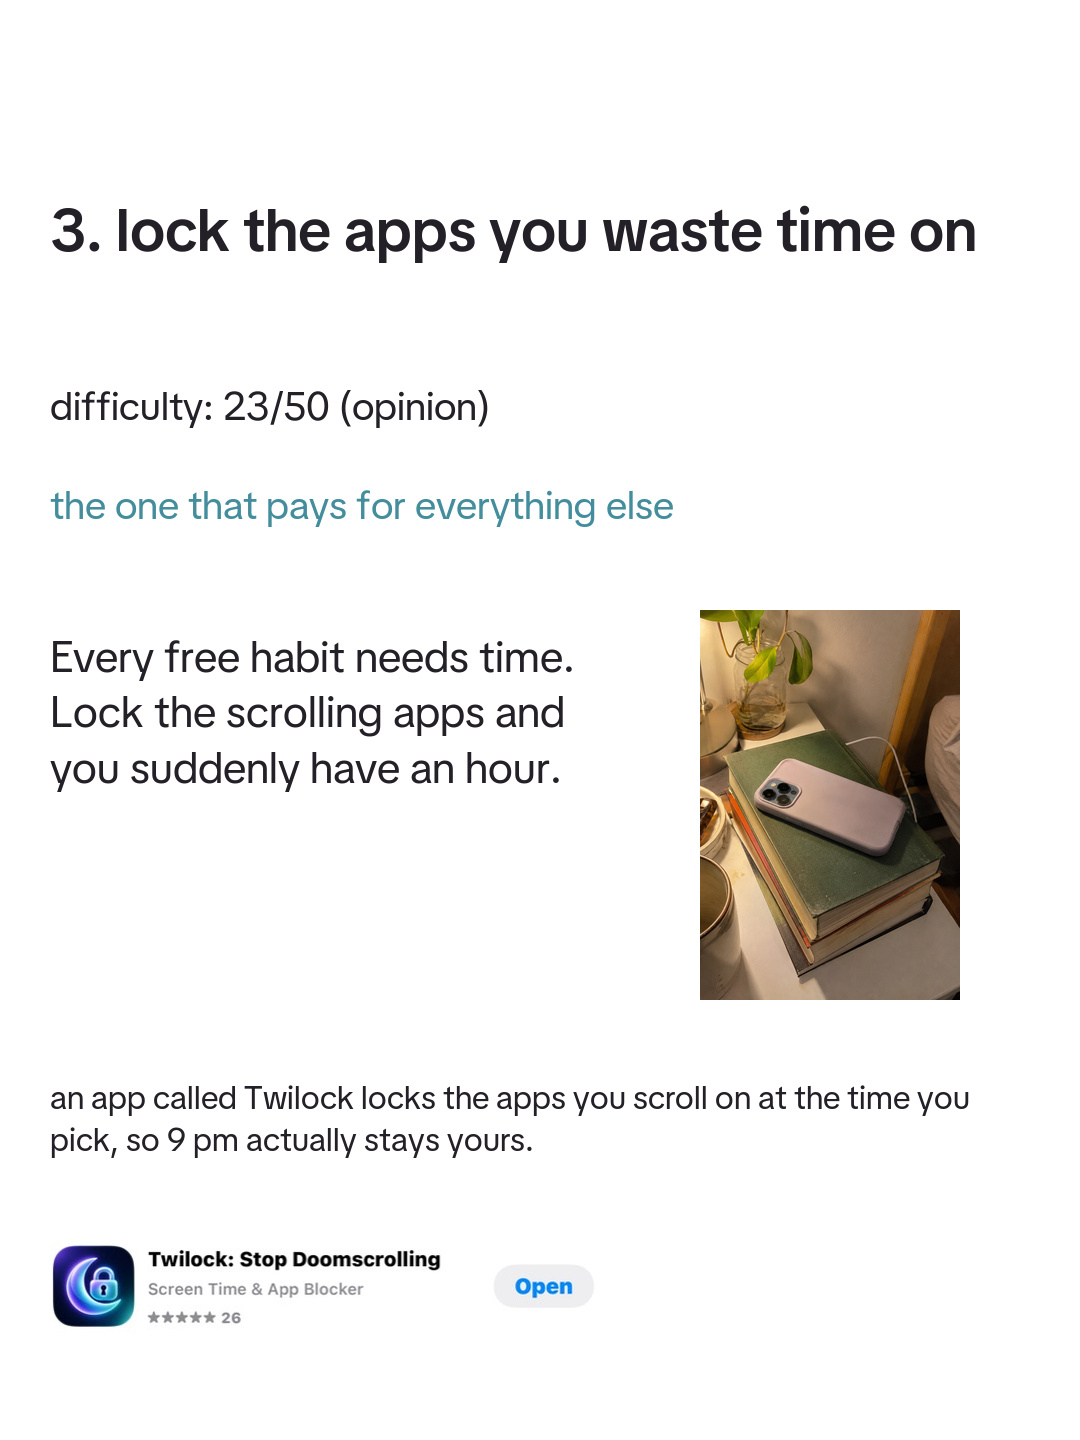 3. lock the apps you waste time on
difficulty: 23/50 (opinion)
the one that pays for everything else
Every free habit needs time.
Lock the scrolling apps and
you suddenly have an hour.
an app called Twilock locks the apps you scroll on at the time you
pick, so 9 pm actually stays yours.
Twilock: Stop Doomscrolling
Screen Time & App Blocker
★★★★★ 26
Open